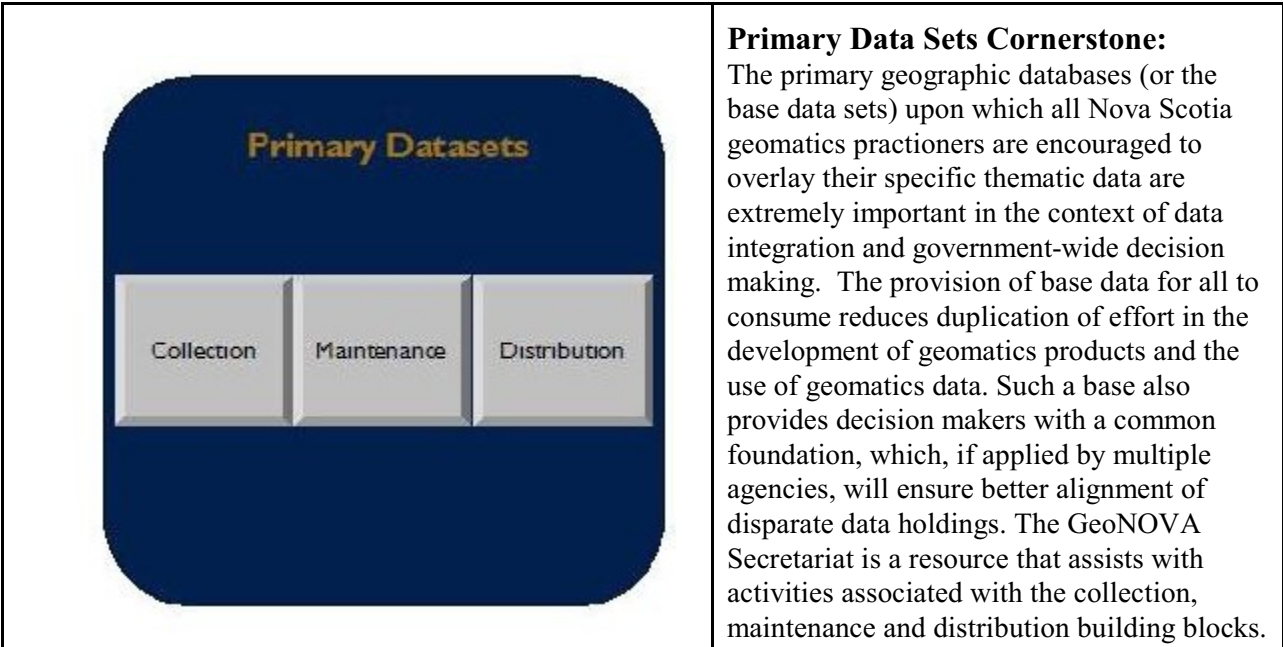 Primary Datasets
Collection
Maintenance
Distribution
Primary Data Sets Cornerstone:
The primary geographic databases (or the
base data sets) upon which all Nova Scotia
geomatics practioners are encouraged to
overlay their specific thematic data are
extremely important in the context of data
integration and government-wide decision
making.  The provision of base data for all to
consume reduces duplication of effort in the
development of geomatics products and the
use of geomatics data. Such a base also
provides decision makers with a common
foundation, which, if applied by multiple
agencies, will ensure better alignment of
disparate data holdings. The GeoNOVA
Secretariat is a resource that assists with
activities associated with the collection,
maintenance and distribution building blocks.